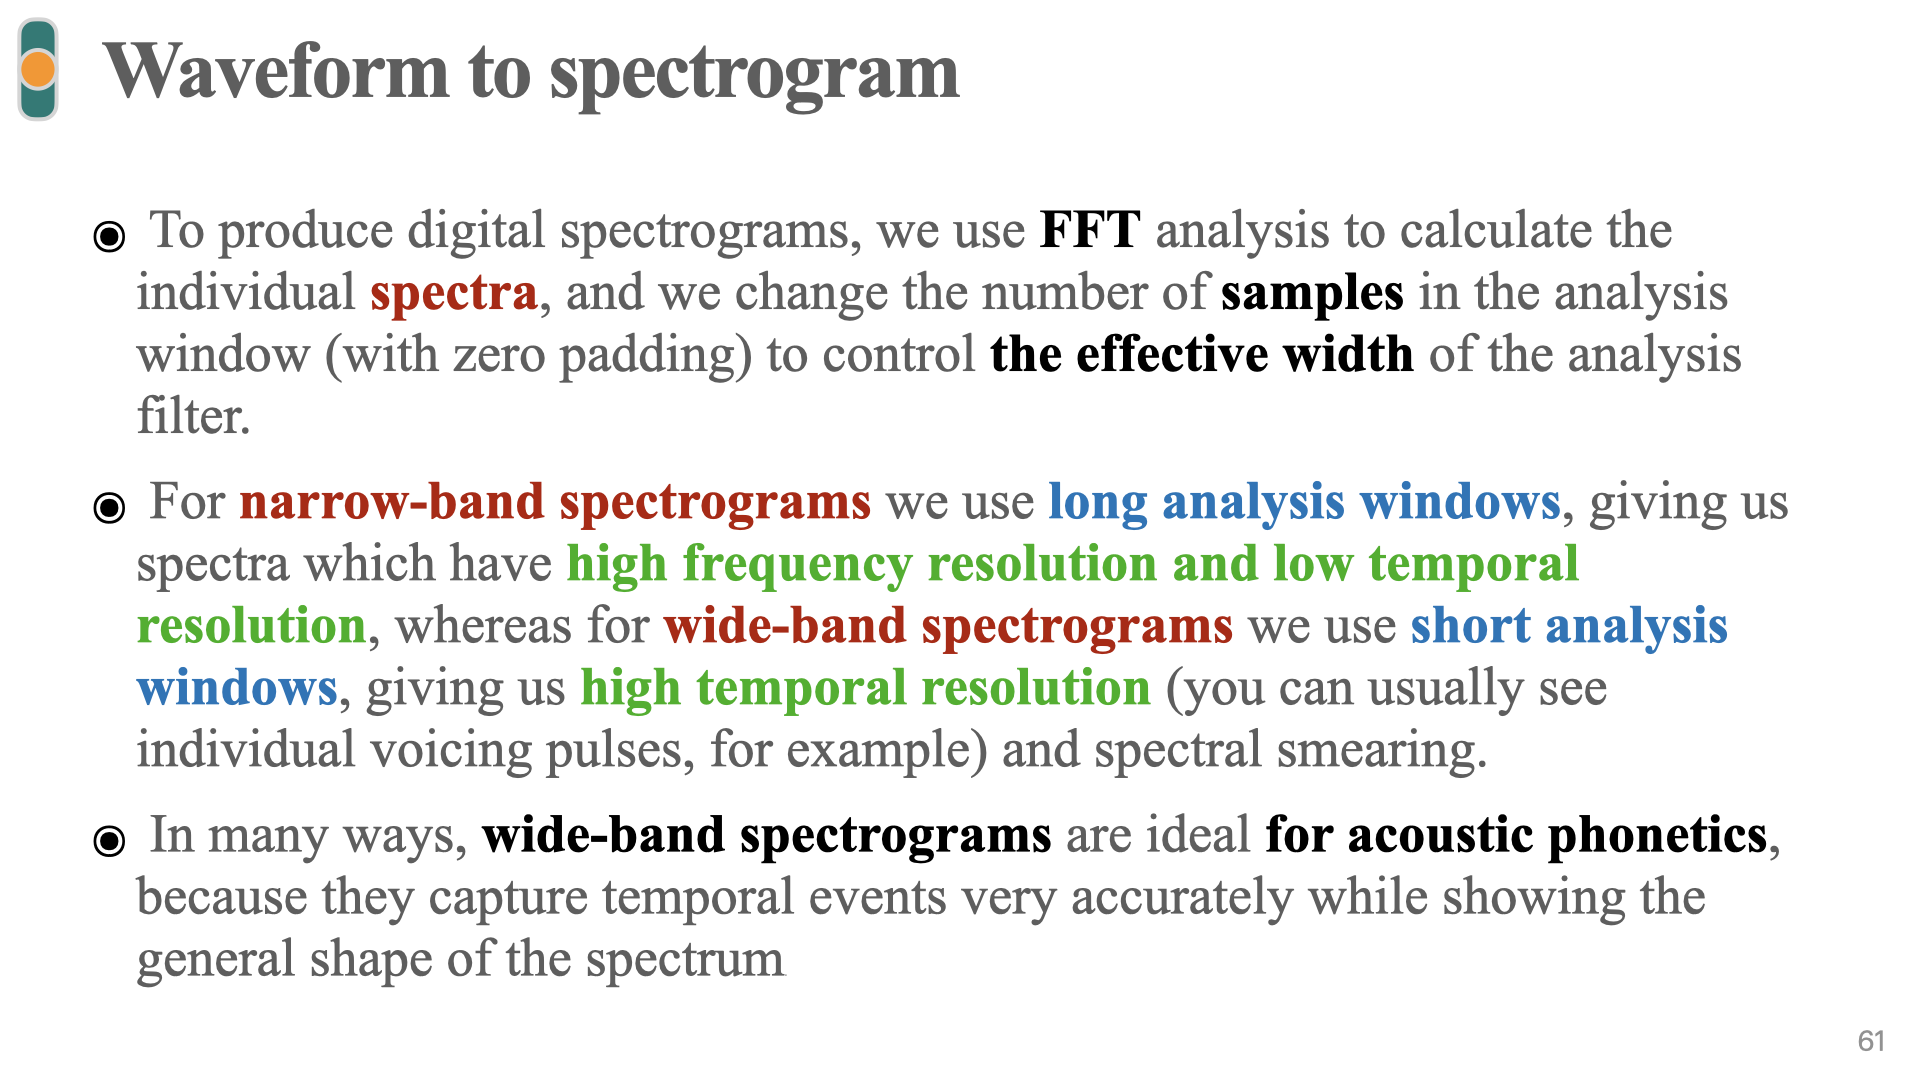 Waveform to spectrogram
To produce digital spectrograms, we use FFT analysis to calculate the
individual spectra, and we change the number of samples in the analysis
window (with zero padding) to control the effective width of the analysis
filter.
For narrow-band spectrograms we use long analysis windows, giving us
spectra which have high frequency resolution and low temporal
resolution, whereas for wide-band spectrograms we use short analysis
windows, giving us high temporal resolution (you can usually see
individual voicing pulses, for example) and spectral smearing.
In many ways, wide-band spectrograms are ideal for acoustic phonetics,
because they capture temporal events very accurately while showing the
general shape of the spectrum
61